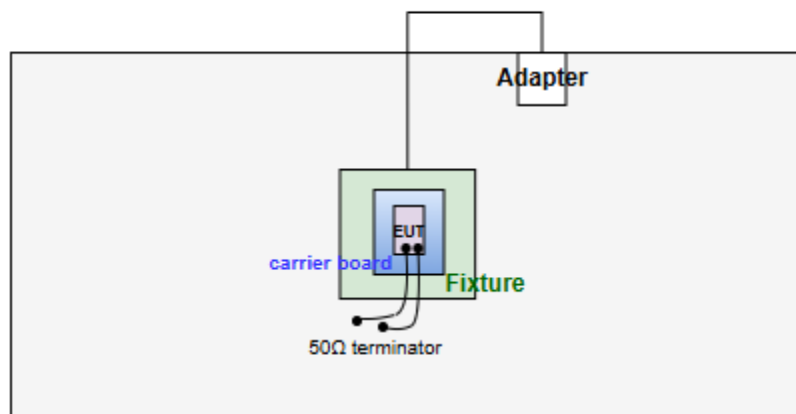 Adapter
EUT
carrier board
Fixture
50Ω terminator